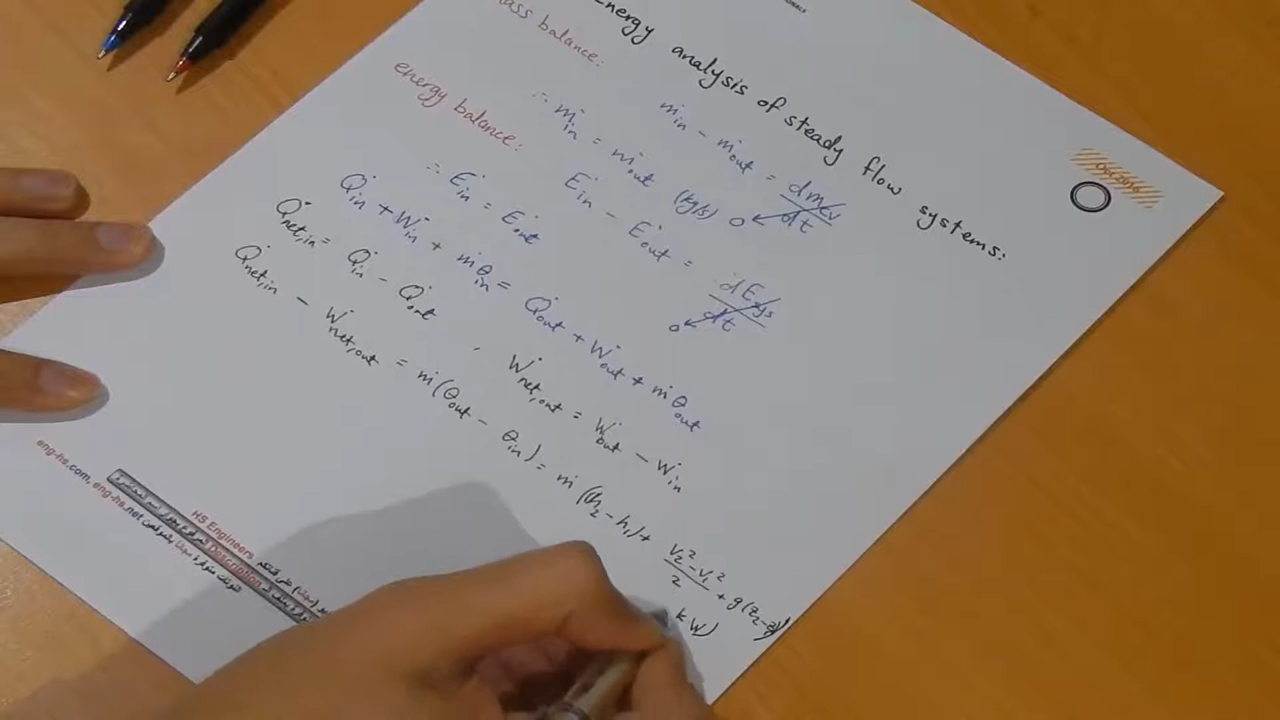 Energy analysis of steady flow systems:
mass balance:
ṁin − ṁout = dmcv/dt → 0
∴ ṁin = ṁout (kg/s)
energy balance:
Ėin − Ėout = dEsys/dt → 0
∴ Ėin = Ėout
Q̇in + Ẇin + ṁθin = Q̇out + Ẇout + ṁθout
Q̇net,in = Q̇in − Q̇out , Ẇnet,out = Ẇout − Ẇin
Q̇net,in − Ẇnet,out = ṁ(θout − θin) = ṁ((h2 − h1) + (V2² − V1²)/2 + g(z2 − z1))
kW)
HS Engineers
Description
eng-hs.com, eng-hs.net